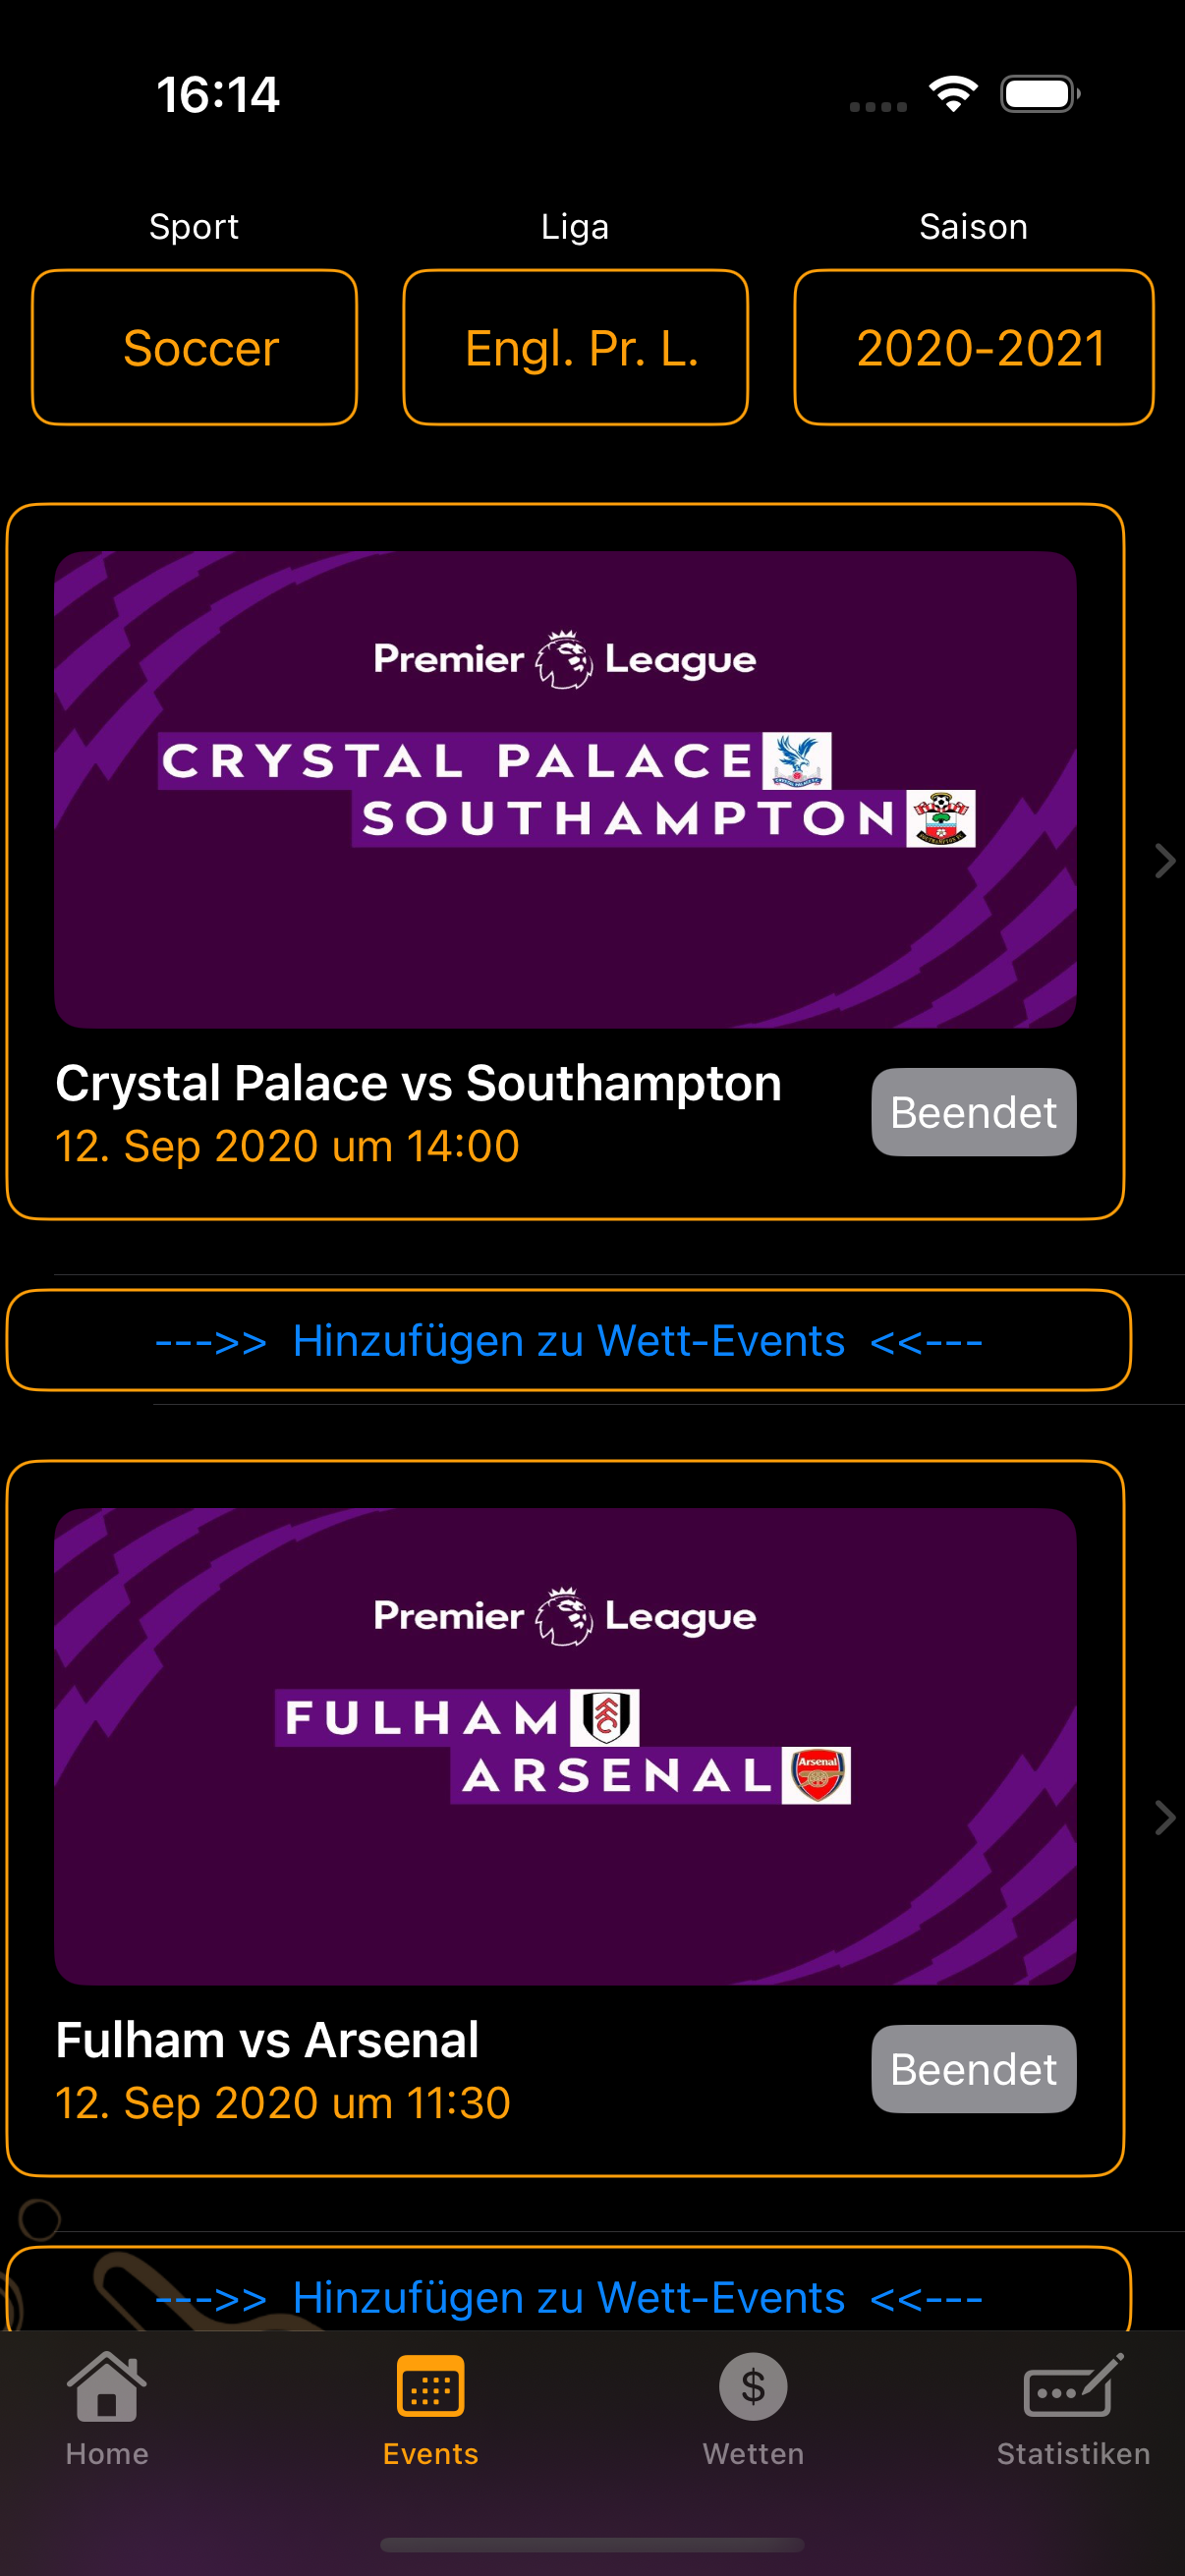 16:14
Sport Liga Saison
Soccer Engl. Pr. L. 2020-2021
Premier League
CRYSTAL PALACE
SOUTHAMPTON
Crystal Palace vs Southampton
Beendet
12. Sep 2020 um 14:00
--->> Hinzufügen zu Wett-Events <<---
Premier League
FULHAM
ARSENAL
Arsenal
Fulham vs Arsenal
Beendet
12. Sep 2020 um 11:30
--->> Hinzufügen zu Wett-Events <<---
$
Home Events Wetten Statistiken